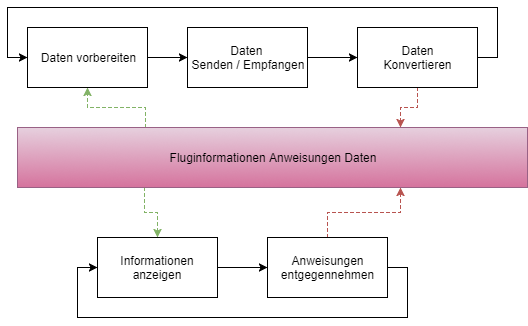 Daten vorbereiten
Daten
Senden / Empfangen
Daten
Konvertieren
Fluginformationen Anweisungen Daten
Informationen
anzeigen
Anweisungen
entgegennehmen